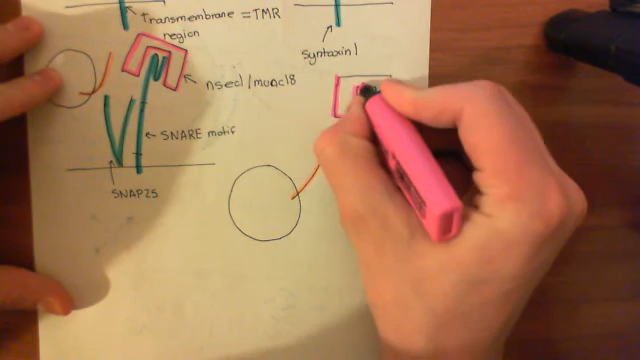 transmembrane = TMR
region
syntaxin 1
nsec1/munc18
SNARE motif
SNAP25